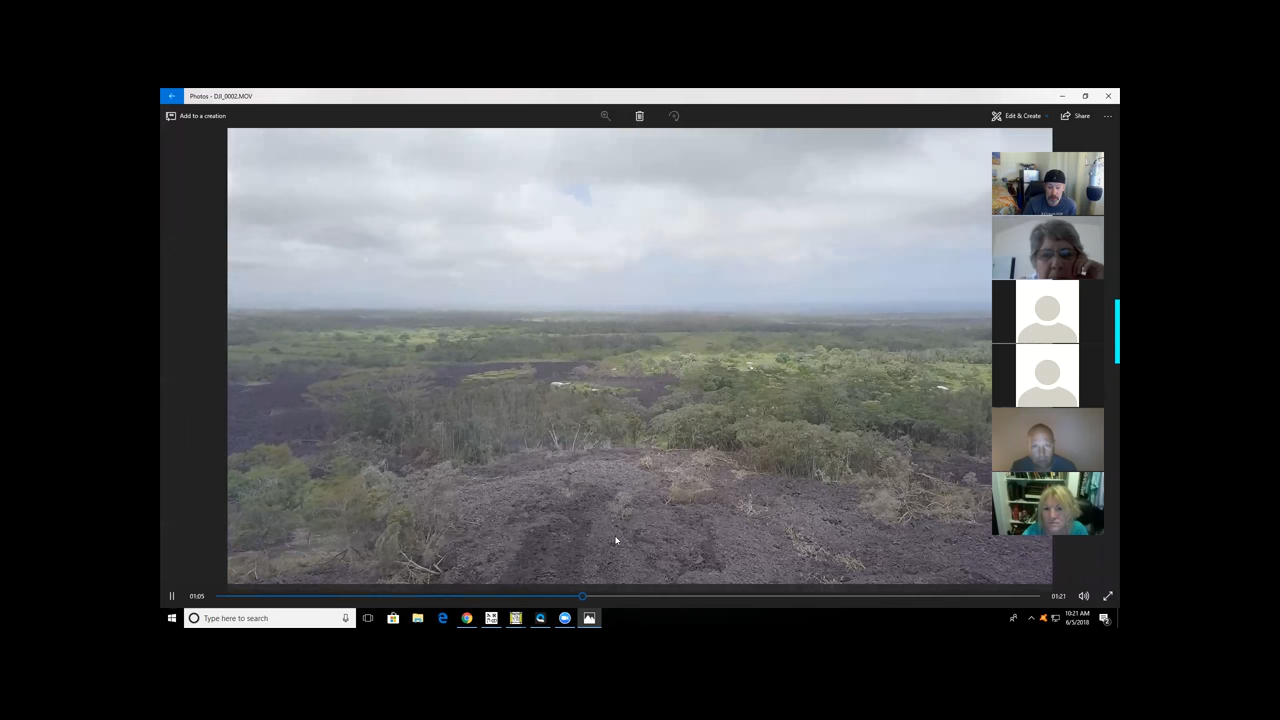 Photos - DJI_0002.MOV
Add to a creation
Edit & Create
Share
01:05
01:21
Type here to search
10:21 AM
6/5/2018